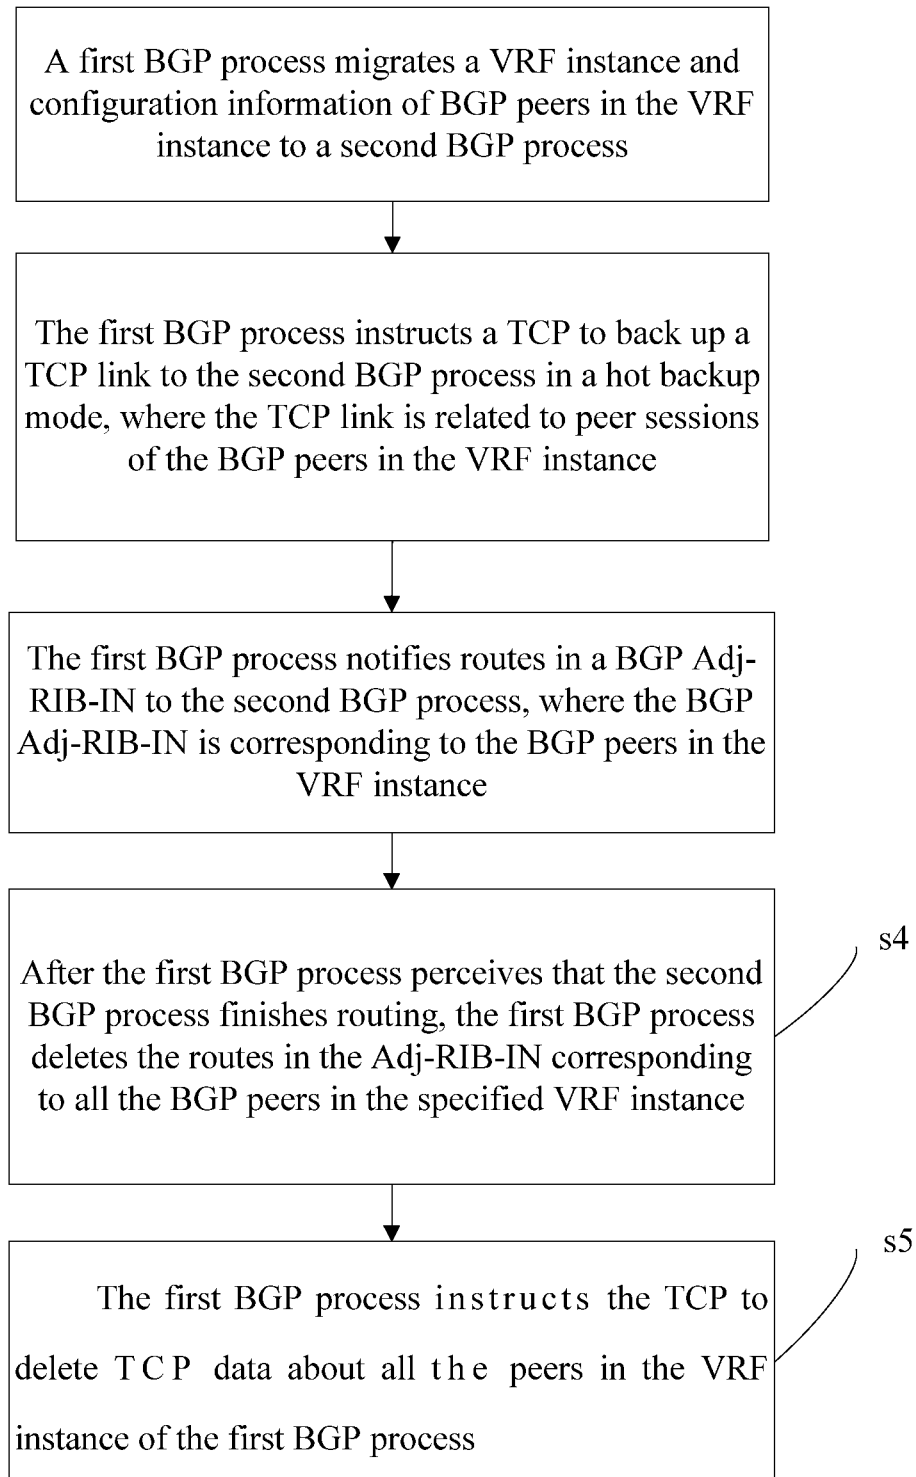 A first BGP process migrates a VRF instance and
configuration information of BGP peers in the VRF
instance to a second BGP process
The first BGP process instructs a TCP to back up a
TCP link to the second BGP process in a hot backup
mode, where the TCP link is related to peer sessions
of the BGP peers in the VRF instance
The first BGP process notifies routes in a BGP Adj-
RIB-IN to the second BGP process, where the BGP
Adj-RIB-IN is corresponding to the BGP peers in the
VRF instance
s4
After the first BGP process perceives that the second
BGP process finishes routing, the first BGP process
deletes the routes in the Adj-RIB-IN corresponding
to all the BGP peers in the specified VRF instance
s5
The first BGP process instructs the TCP to
delete TCP data about all the peers in the VRF
instance of the first BGP process